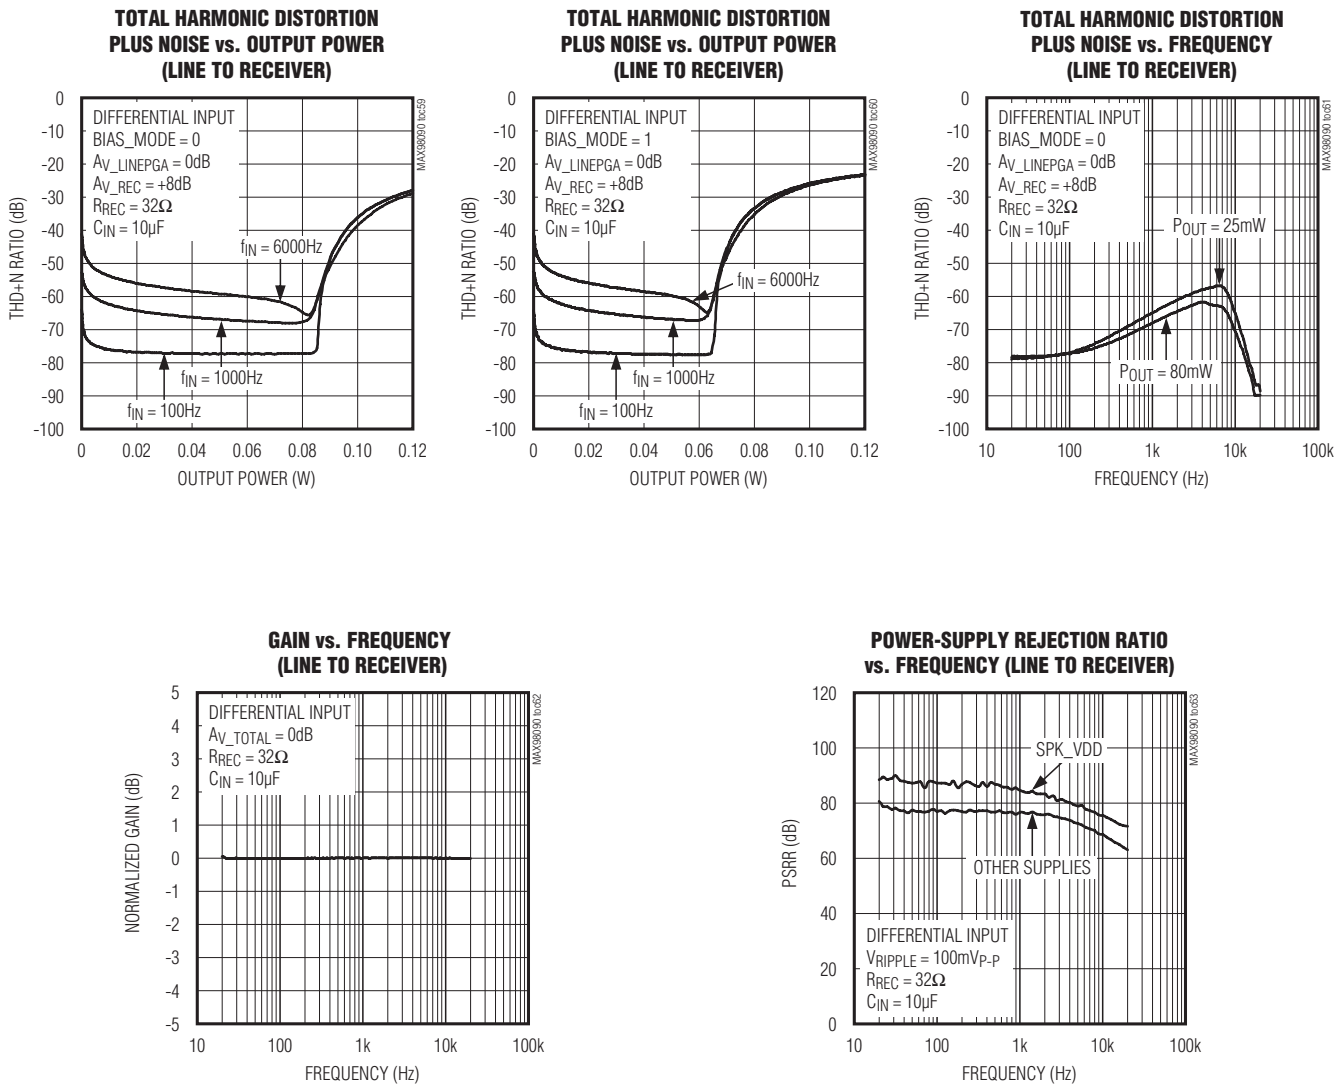 TOTAL HARMONIC DISTORTION
PLUS NOISE vs. OUTPUT POWER
(LINE TO RECEIVER)
0
-10
-20
-30
-40
-50
-60
-70
-80
-90
-100
THD+N RATIO (dB)
DIFFERENTIAL INPUT
BIAS_MODE = 0
AV_LINEPGA = 0dB
AV_REC = +8dB
RREC = 32Ω
CIN = 10µF
fIN = 6000Hz
fIN = 1000Hz
fIN = 100Hz
MAX98090 toc59
0 0.02 0.04 0.06 0.08 0.10 0.12
OUTPUT POWER (W)
TOTAL HARMONIC DISTORTION
PLUS NOISE vs. OUTPUT POWER
(LINE TO RECEIVER)
0
-10
-20
-30
-40
-50
-60
-70
-80
-90
-100
THD+N RATIO (dB)
DIFFERENTIAL INPUT
BIAS_MODE = 1
AV_LINEPGA = 0dB
AV_REC = +8dB
RREC = 32Ω
CIN = 10µF
fIN = 6000Hz
fIN = 1000Hz
fIN = 100Hz
MAX98090 toc60
0 0.02 0.04 0.06 0.08 0.10 0.12
OUTPUT POWER (W)
TOTAL HARMONIC DISTORTION
PLUS NOISE vs. FREQUENCY
(LINE TO RECEIVER)
0
-10
-20
-30
-40
-50
-60
-70
-80
-90
-100
THD+N RATIO (dB)
DIFFERENTIAL INPUT
BIAS_MODE = 0
AV_LINEPGA = 0dB
AV_REC = +8dB
RREC = 32Ω
CIN = 10µF
POUT = 25mW
POUT = 80mW
MAX98090 toc61
10 100 1k 10k 100k
FREQUENCY (Hz)
GAIN vs. FREQUENCY
(LINE TO RECEIVER)
5
4
3
2
1
0
-1
-2
-3
-4
-5
NORMALIZED GAIN (dB)
DIFFERENTIAL INPUT
AV_TOTAL = 0dB
RREC = 32Ω
CIN = 10µF
MAX98090 toc62
10 100 1k 10k 100k
FREQUENCY (Hz)
POWER-SUPPLY REJECTION RATIO
vs. FREQUENCY (LINE TO RECEIVER)
120
100
80
60
40
20
0
PSRR (dB)
SPK_VDD
OTHER SUPPLIES
DIFFERENTIAL INPUT
VRIPPLE = 100mVP-P
RREC = 32Ω
CIN = 10µF
MAX98090 toc63
10 100 1k 10k 100k
FREQUENCY (Hz)